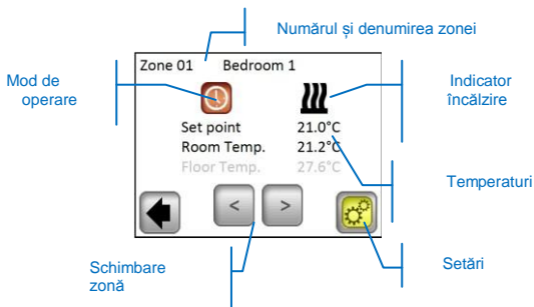 Numărul și denumirea zonei
Zone 01 Bedroom 1
Mod de
operare
Indicator
încălzire
Set point 21.0°C
Room Temp. 21.2°C
Floor Temp. 27.6°C
Temperaturi
< >
Schimbare
zonă
Setări